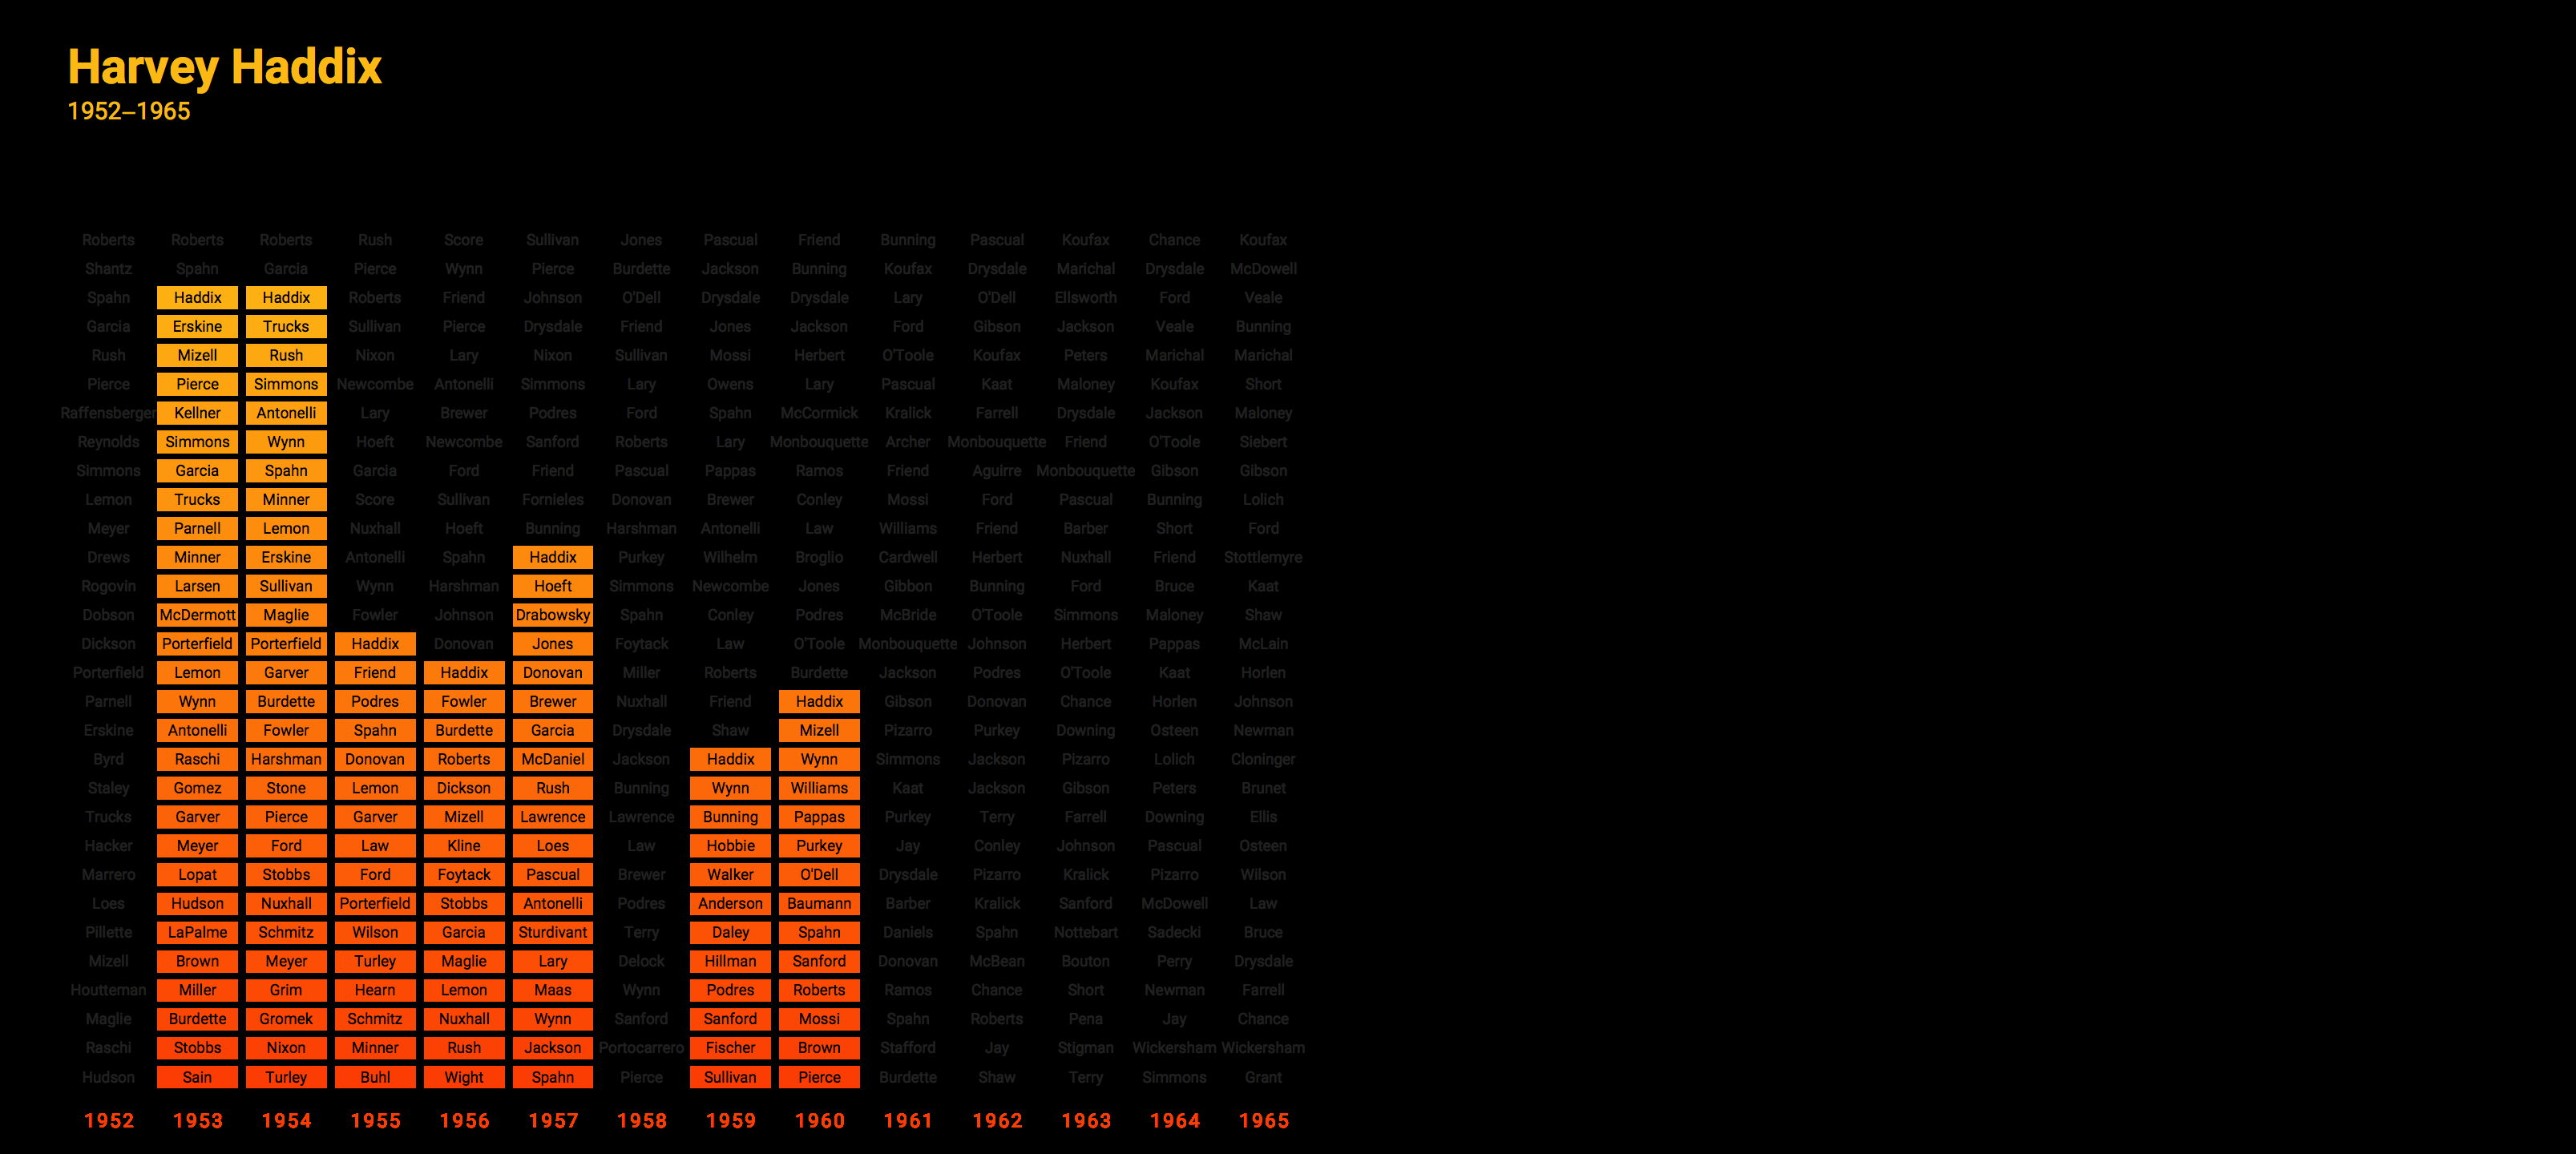 Harvey Haddix
1952–1965
Roberts Roberts Roberts Rush Score Sullivan Jones Pascual Friend Bunning Pascual Koufax Chance Koufax
Shantz Spahn Garcia Pierce Wynn Pierce Burdette Jackson Bunning Koufax Drysdale Marichal Drysdale McDowell
Spahn Haddix Haddix Roberts Friend Johnson O'Dell Drysdale Drysdale Lary O'Dell Ellsworth Ford Veale
Garcia Erskine Trucks Sullivan Pierce Drysdale Friend Jones Jackson Ford Gibson Jackson Veale Bunning
Rush Mizell Rush Nixon Lary Nixon Sullivan Mossi Herbert O'Toole Koufax Peters Marichal Marichal
Pierce Pierce Simmons Newcombe Antonelli Simmons Lary Owens Lary Pascual Kaat Maloney Koufax Short
Raffensberger Kellner Antonelli Lary Brewer Podres Ford Spahn McCormick Kralick Farrell Drysdale Jackson Maloney
Reynolds Simmons Wynn Hoeft Newcombe Sanford Roberts Lary Monbouquette Archer Monbouquette Friend O'Toole Siebert
Simmons Garcia Spahn Garcia Ford Friend Pascual Pappas Ramos Friend Aguirre Monbouquette Gibson Gibson
Lemon Trucks Minner Score Sullivan Fornieles Donovan Brewer Conley Mossi Ford Pascual Bunning Lolich
Meyer Parnell Lemon Nuxhall Hoeft Bunning Harshman Antonelli Law Williams Friend Barber Short Ford
Drews Minner Erskine Antonelli Spahn Haddix Purkey Wilhelm Broglio Cardwell Herbert Nuxhall Friend Stottlemyre
Rogovin Larsen Sullivan Wynn Harshman Hoeft Simmons Newcombe Jones Gibbon Bunning Ford Bruce Kaat
Dobson McDermott Maglie Fowler Johnson Drabowsky Spahn Conley Podres McBride O'Toole Simmons Maloney Shaw
Dickson Porterfield Porterfield Haddix Donovan Jones Foytack Law O'Toole Monbouquette Johnson Herbert Pappas McLain
Porterfield Lemon Garver Friend Haddix Donovan Miller Roberts Burdette Jackson Podres O'Toole Kaat Horlen
Parnell Wynn Burdette Podres Fowler Brewer Nuxhall Friend Haddix Gibson Donovan Chance Horlen Johnson
Erskine Antonelli Fowler Spahn Burdette Garcia Drysdale Shaw Mizell Pizarro Purkey Downing Osteen Newman
Byrd Raschi Harshman Donovan Roberts McDaniel Jackson Haddix Wynn Simmons Jackson Pizarro Lolich Cloninger
Staley Gomez Stone Lemon Dickson Rush Bunning Wynn Williams Kaat Jackson Gibson Peters Brunet
Trucks Garver Pierce Garver Mizell Lawrence Lawrence Bunning Pappas Purkey Terry Farrell Downing Ellis
Hacker Meyer Ford Law Kline Loes Law Hobbie Purkey Jay Conley Johnson Pascual Osteen
Marrero Lopat Stobbs Ford Foytack Pascual Brewer Walker O'Dell Drysdale Pizarro Kralick Pizarro Wilson
Loes Hudson Nuxhall Porterfield Stobbs Antonelli Podres Anderson Baumann Barber Kralick Sanford McDowell Law
Pillette LaPalme Schmitz Wilson Garcia Sturdivant Terry Daley Spahn Daniels Spahn Nottebart Sadecki Bruce
Mizell Brown Meyer Turley Maglie Lary Delock Hillman Sanford Donovan McBean Bouton Perry Drysdale
Houtteman Miller Grim Hearn Lemon Maas Wynn Podres Roberts Ramos Chance Short Newman Farrell
Maglie Burdette Gromek Schmitz Nuxhall Wynn Sanford Sanford Mossi Spahn Roberts Pena Jay Chance
Raschi Stobbs Nixon Minner Rush Jackson Portocarrero Fischer Brown Stafford Jay Stigman Wickersham Wickersham
Hudson Sain Turley Buhl Wight Spahn Pierce Sullivan Pierce Burdette Shaw Terry Simmons Grant
1952 1953 1954 1955 1956 1957 1958 1959 1960 1961 1962 1963 1964 1965